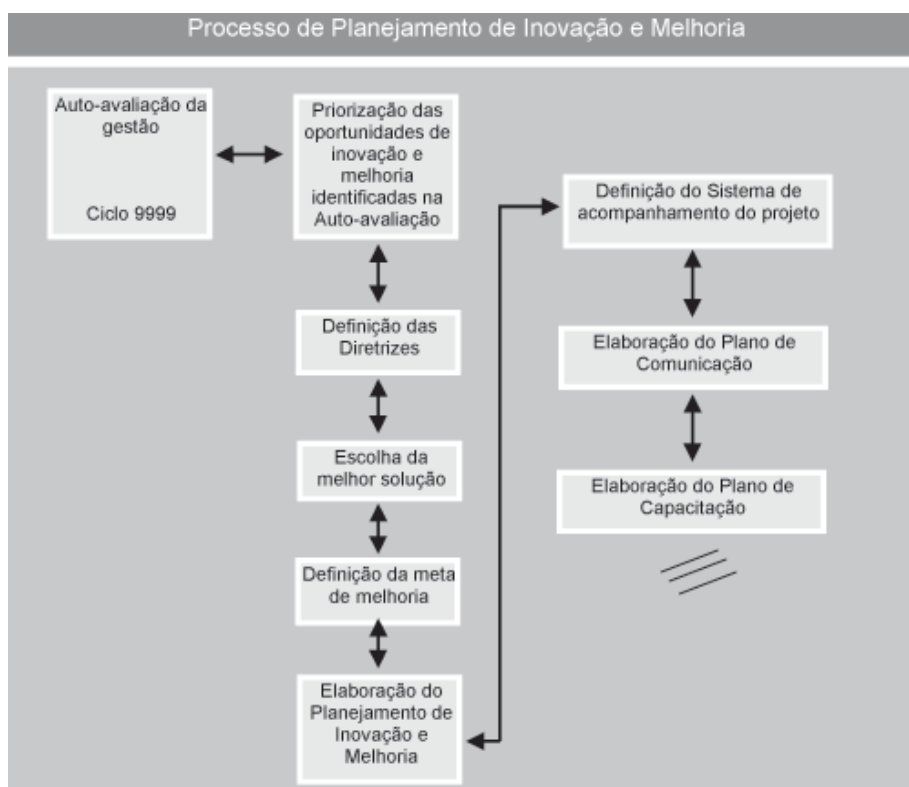 Processo de Planejamento de Inovação e Melhoria
Auto-avaliação da
gestão
Ciclo 9999
Priorização das
oportunidades de
inovação e
melhoria
identificadas na
Auto-avaliação
Definição das
Diretrizes
Escolha da
melhor solução
Definição da meta
de melhoria
Elaboração do
Planejamento de
Inovação e
Melhoria
Definição do Sistema de
acompanhamento do projeto
Elaboração do Plano de
Comunicação
Elaboração do Plano de
Capacitação